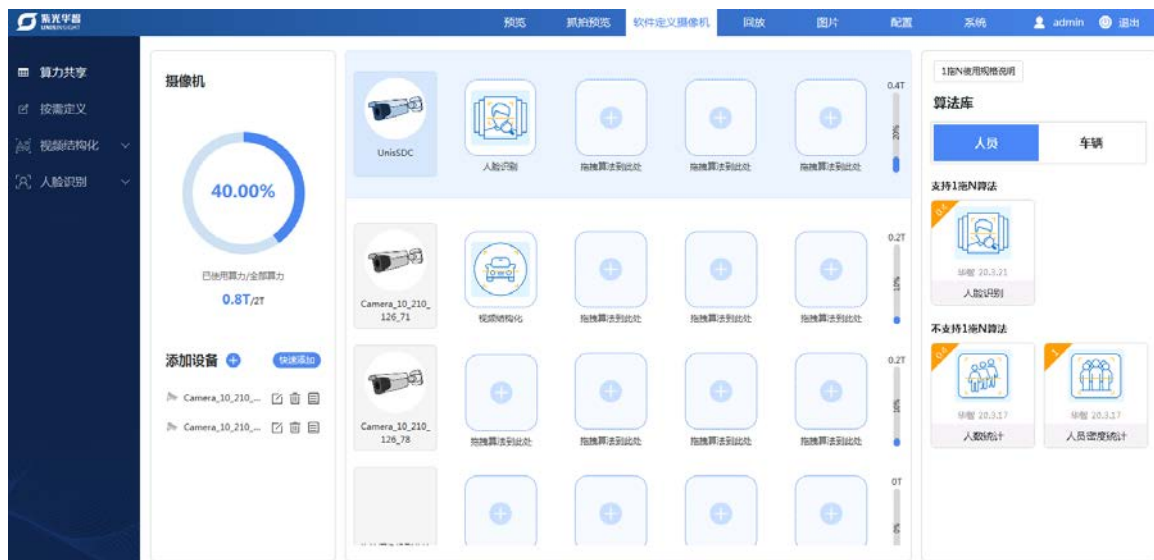 紫光华智
UNISINSIGHT
预览
抓拍预览
软件定义摄像机
回放
图片
配置
系统
admin
退出
算力共享
按需定义
视频结构化
人脸识别
摄像机
40.00%
已使用算力/全部算力
0.8T/2T
添加设备
快速添加
Camera_10_210_...
Camera_10_210_...
UnisSDC
人脸识别
拖拽算法到此处
拖拽算法到此处
拖拽算法到此处
0.4T
20%
Camera_10_210_
126_71
视频结构化
拖拽算法到此处
拖拽算法到此处
拖拽算法到此处
0.2T
10%
Camera_10_210_
126_78
拖拽算法到此处
拖拽算法到此处
拖拽算法到此处
拖拽算法到此处
0.2T
10%
0T
0%
1拖N使用规格说明
算法库
人员
车辆
支持1拖N算法
0.4
华智 20.3.21
人脸识别
不支持1拖N算法
华智 20.3.17
人数统计
1
华智 20.3.17
人员密度统计